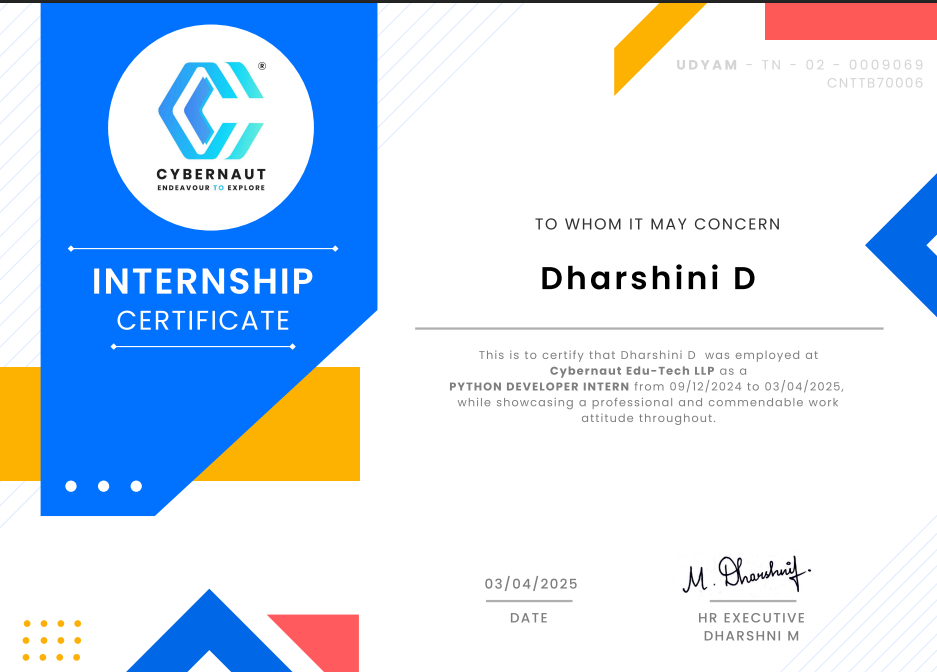 CYBERNAUT
ENDEAVOUR TO EXPLORE
®
INTERNSHIP
CERTIFICATE
UDYAM - TN - 02 - 0009069
CNTTB70006
TO WHOM IT MAY CONCERN
Dharshini D
This is to certify that Dharshini D was employed at
Cybernaut Edu-Tech LLP as a
PYTHON DEVELOPER INTERN from 09/12/2024 to 03/04/2025,
while showcasing a professional and commendable work
attitude throughout.
03/04/2025
DATE
M. Dharshnif.
HR EXECUTIVE
DHARSHNI M